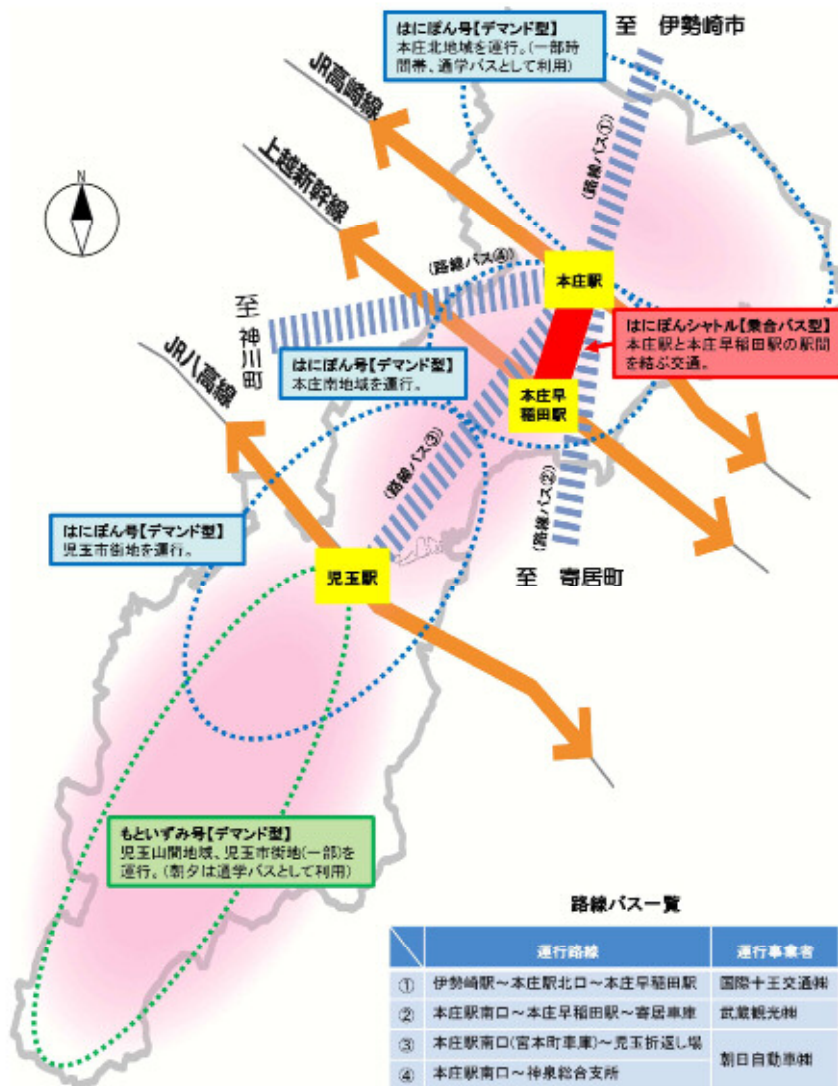 はにぽん号【デマンド型】
本庄北地域を運行。(一部時
間帯、通学バスとして利用)
至 伊勢崎市
JR高崎線
上越新幹線
N
(路線バス①)
(路線バス④)
本庄駅
至 神川町
はにぽんシャトル【乗合バス型】
本庄駅と本庄早稲田駅の駅間
を結ぶ交通。
JR八高線
はにぽん号【デマンド型】
本庄南地域を運行。
本庄早
稲田駅
(路線バス③)
(路線バス②)
はにぽん号【デマンド型】
児玉市街地を運行。
児玉駅
至 寄居町
もといずみ号【デマンド型】
児玉山間地域、児玉市街地(一部)を
運行。(朝夕は通学バスとして利用)
路線バス一覧
運行路線 運行事業者
① 伊勢崎駅～本庄駅北口～本庄早稲田駅 国際十王交通㈱
② 本庄駅南口～本庄早稲田駅～寄居車庫 武蔵観光㈱
③ 本庄駅南口(宮本町車庫)～児玉折返し場 朝日自動車㈱
④ 本庄駅南口～神泉総合支所